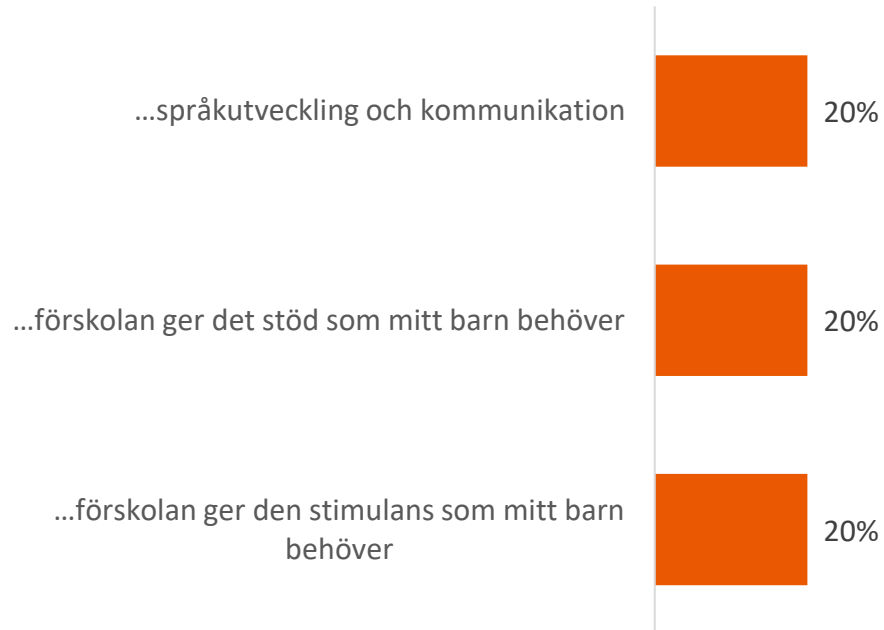 ...språkutveckling och kommunikation
20%
...förskolan ger det stöd som mitt barn behöver
20%
...förskolan ger den stimulans som mitt barn
behöver
20%